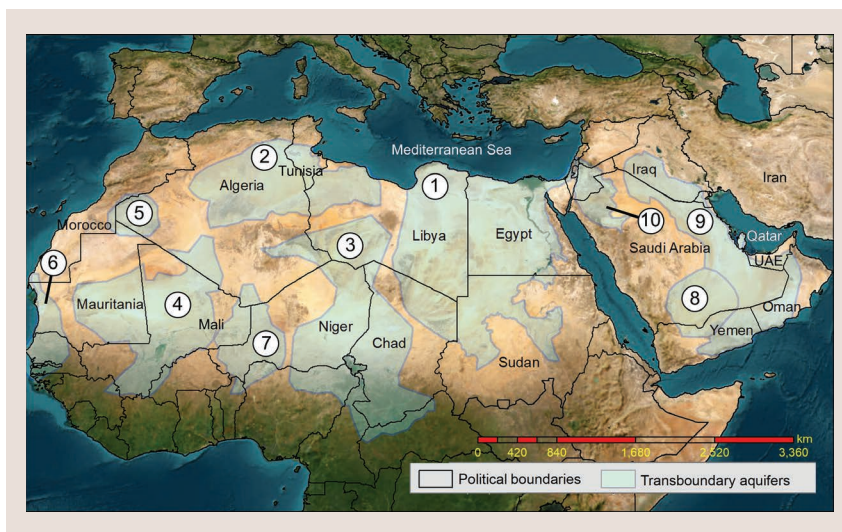 Mediterranean Sea
2
Algeria
Tunisia
1
Iraq
Iran
5
Morocco
3
Libya
Egypt
10
9
Qatar
Saudi Arabia
6
UAE
Mauritania
4
Mali
8
Oman
Niger
7
Chad
Yemen
Sudan
km
0 420 840 1,680 2,520 3,360
Political boundaries
Transboundary aquifers